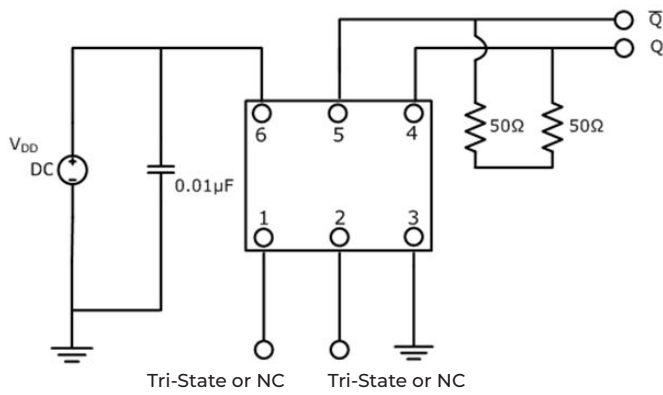 Q̅
Q
6 5 4
50Ω 50Ω
V_DD
DC
0.01µF
1 2 3
Tri-State or NC Tri-State or NC